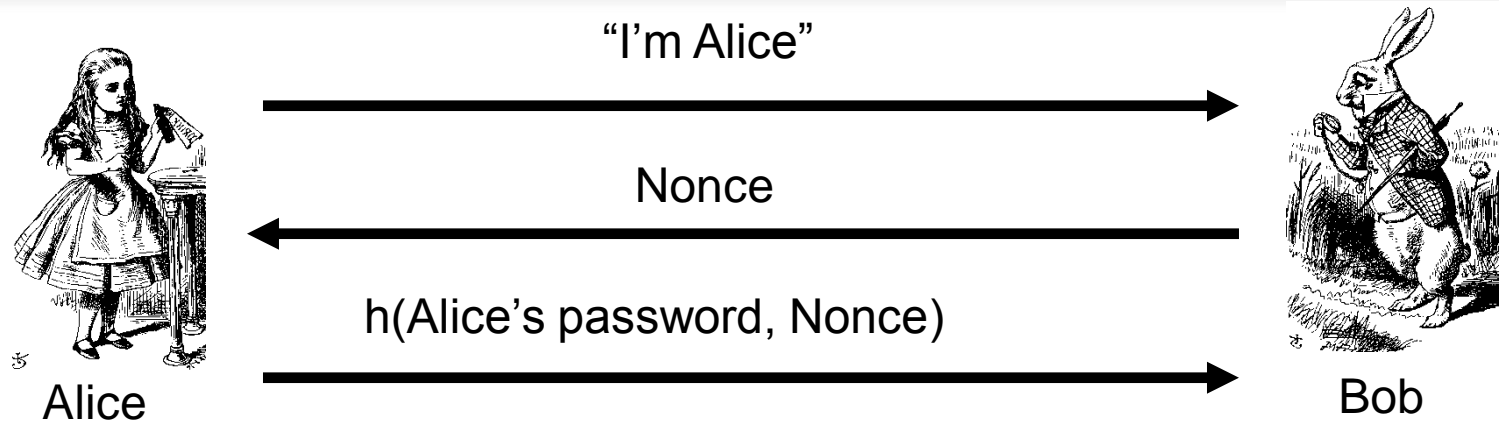 “I’m Alice”
Nonce
h(Alice’s password, Nonce)
Alice
Bob